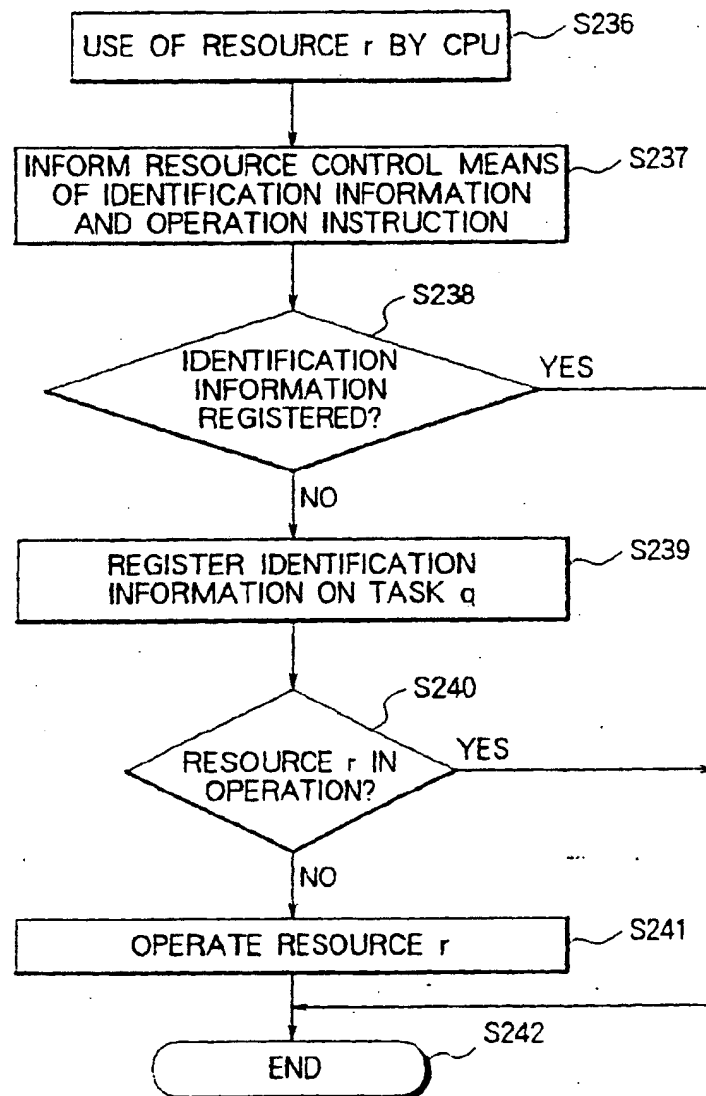 USE OF RESOURCE r BY CPU
S236
INFORM RESOURCE CONTROL MEANS
OF IDENTIFICATION INFORMATION
AND OPERATION INSTRUCTION
S237
S238
IDENTIFICATION
INFORMATION
REGISTERED?
YES
NO
REGISTER IDENTIFICATION
INFORMATION ON TASK q
S239
S240
RESOURCE r IN
OPERATION?
YES
NO
OPERATE RESOURCE r
S241
S242
END